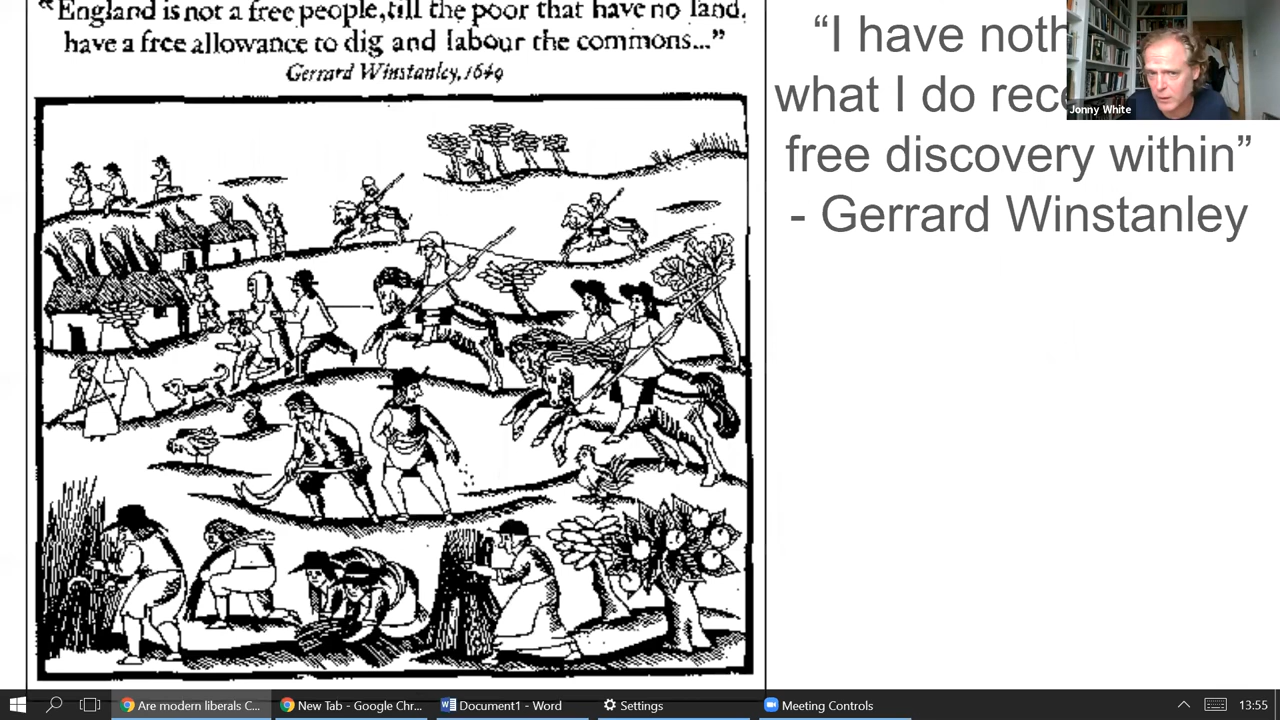 “England is not a free people, till the poor that have no land,
have a free allowance to dig and labour the commons...”
Gerrard Winstanley, 1649
“I have
what I do
free discovery within”
- Gerrard Winstanley
Jonny White
Are modern liberals C...
New Tab - Google Chr...
Document1 - Word
Settings
Meeting Controls
13:55